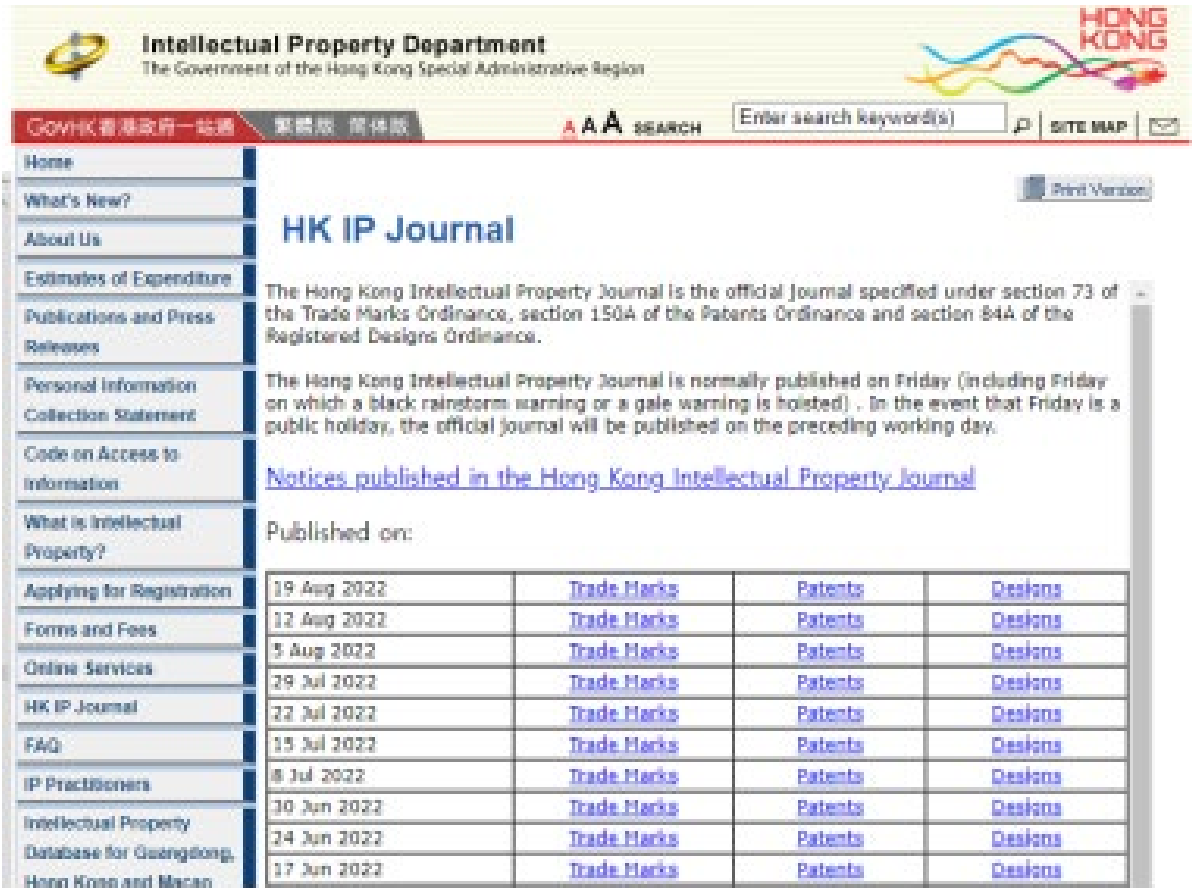 Intellectual Property Department
The Government of the Hong Kong Special Administrative Region
HONG
KONG
GovHK 香港政府一站通
繁體版 简体版
A A A SEARCH
Enter search keyword(s)
SITE MAP
Home
What's New?
About Us
Estimates of Expenditure
Publications and Press
Releases
Personal Information
Collection Statement
Code on Access to
Information
What is Intellectual
Property?
Applying for Registration
Forms and Fees
Online Services
HK IP Journal
FAQ
IP Practitioners
Intellectual Property
Database for Guangdong,
Hong Kong and Macao
Print Version
HK IP Journal
The Hong Kong Intellectual Property Journal is the official journal specified under section 73 of
the Trade Marks Ordinance, section 150A of the Patents Ordinance and section 84A of the
Registered Designs Ordinance.
The Hong Kong Intellectual Property Journal is normally published on Friday (including Friday
on which a black rainstorm warning or a gale warning is hoisted) . In the event that Friday is a
public holiday, the official journal will be published on the preceding working day.
Notices published in the Hong Kong Intellectual Property Journal
Published on:
19 Aug 2022 Trade Marks Patents Designs
12 Aug 2022 Trade Marks Patents Designs
5 Aug 2022 Trade Marks Patents Designs
29 Jul 2022 Trade Marks Patents Designs
22 Jul 2022 Trade Marks Patents Designs
15 Jul 2022 Trade Marks Patents Designs
8 Jul 2022 Trade Marks Patents Designs
30 Jun 2022 Trade Marks Patents Designs
24 Jun 2022 Trade Marks Patents Designs
17 Jun 2022 Trade Marks Patents Designs